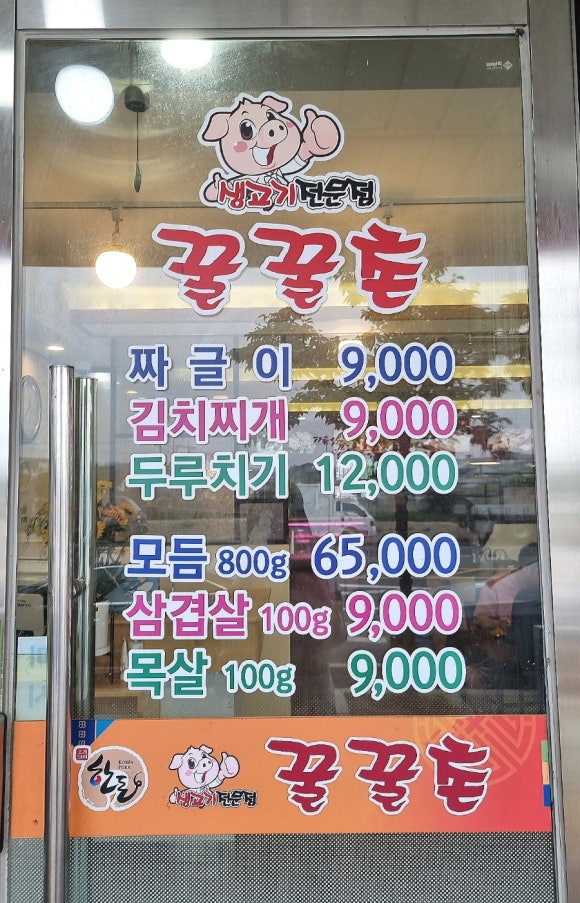 생고기전문점
꿀꿀촌
짜글이 9,000
김치찌개 9,000
두루치기 12,000
모듬 800g 65,000
삼겹살 100g 9,000
목살 100g 9,000
KOREA PORK
한돈
생고기전문점
꿀꿀촌